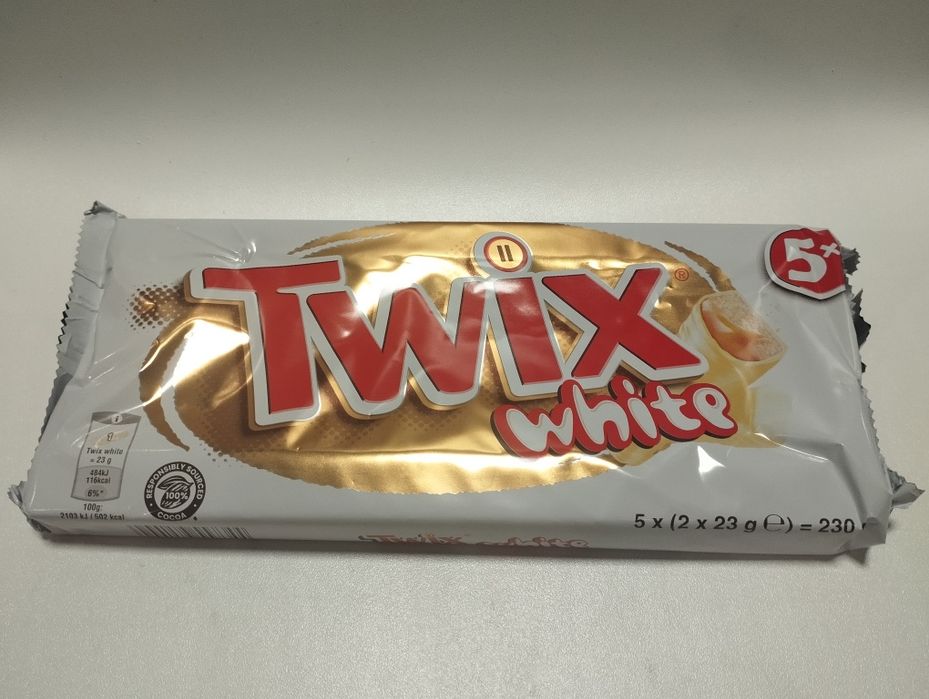 5x
TWIX®
white
Twix white
= 23 g
484kJ
116kcal
6%*
100g:
2103 kJ / 502 kcal
RESPONSIBLY SOURCED
100%
COCOA
5 x (2 x 23 g ℮) = 230
Twix white